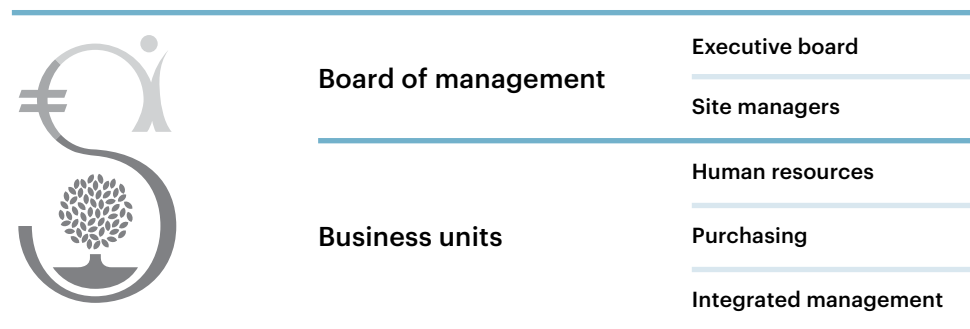 Board of management
Executive board
Site managers
Business units
Human resources
Purchasing
Integrated management